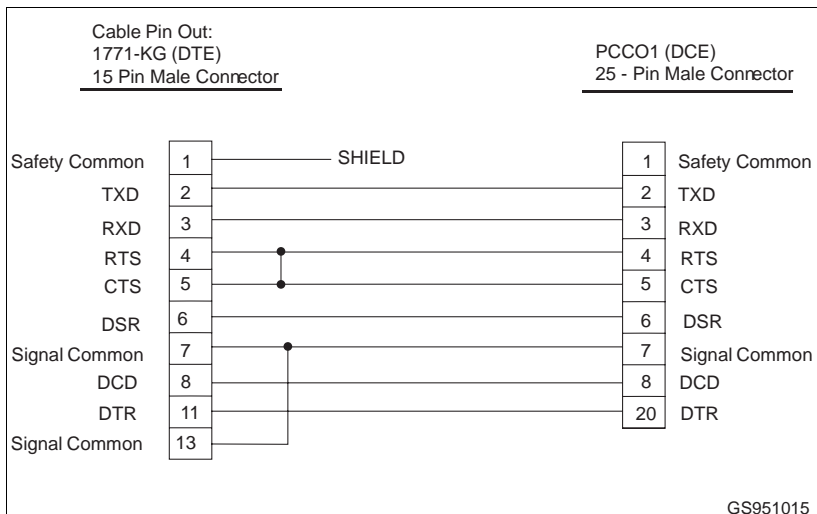 Cable Pin Out:
1771-KG (DTE)
15 Pin Male Connector
PCCO1 (DCE)
25 - Pin Male Connector
Safety Common 1 SHIELD 1 Safety Common
TXD 2 2 TXD
RXD 3 3 RXD
RTS 4 4 RTS
CTS 5 5 CTS
DSR 6 6 DSR
Signal Common 7 7 Signal Common
DCD 8 8 DCD
DTR 11 20 DTR
Signal Common 13
GS951015